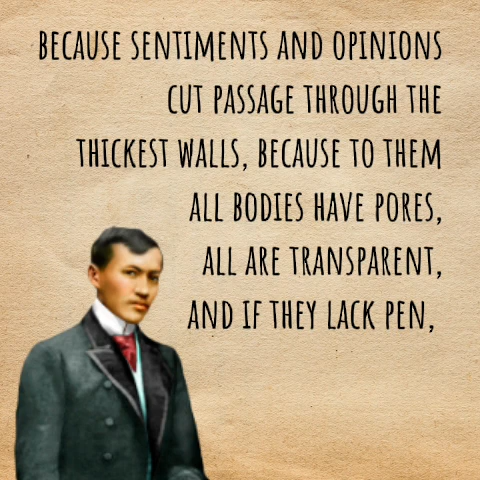 BECAUSE SENTIMENTS AND OPINIONS
CUT PASSAGE THROUGH THE
THICKEST WALLS, BECAUSE TO THEM
ALL BODIES HAVE PORES,
ALL ARE TRANSPARENT,
AND IF THEY LACK PEN,